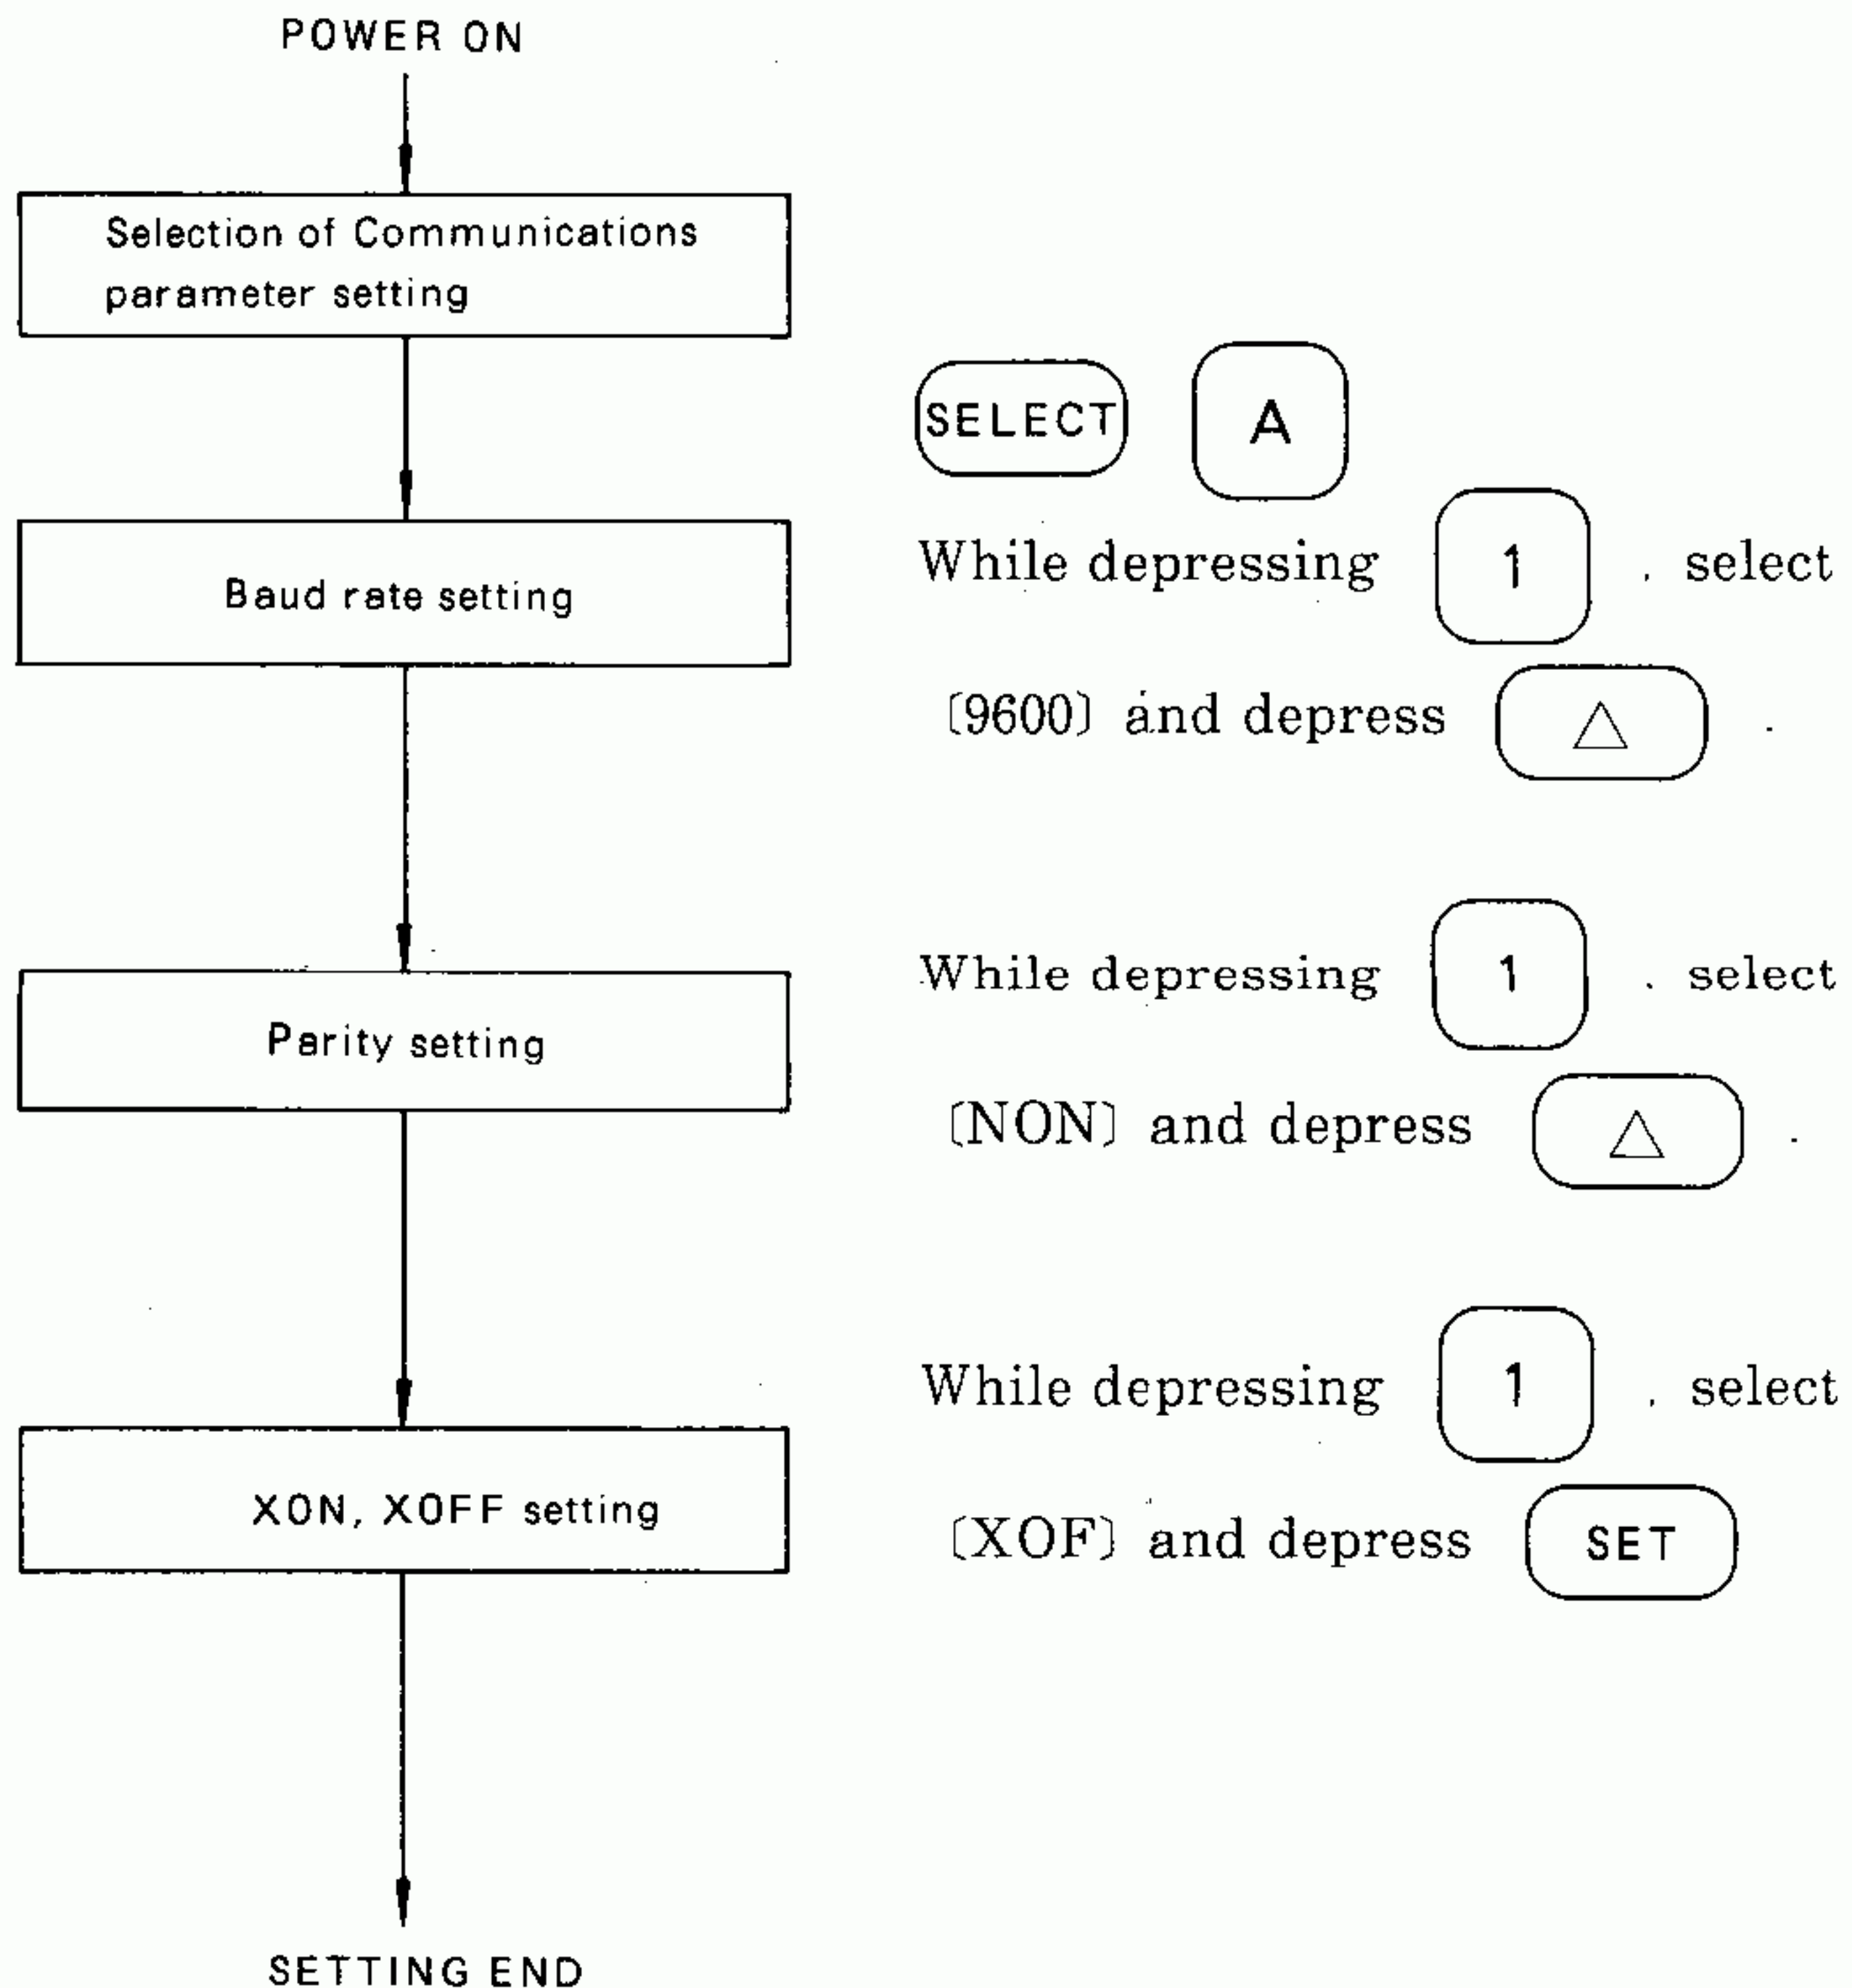 POWER ON
Selection of Communications
parameter setting
SELECT A
Baud rate setting
While depressing 1 , select
[9600] and depress △ .
Parity setting
While depressing 1 , select
[NON] and depress △ .
XON, XOFF setting
While depressing 1 , select
[XOF] and depress SET
SETTING END